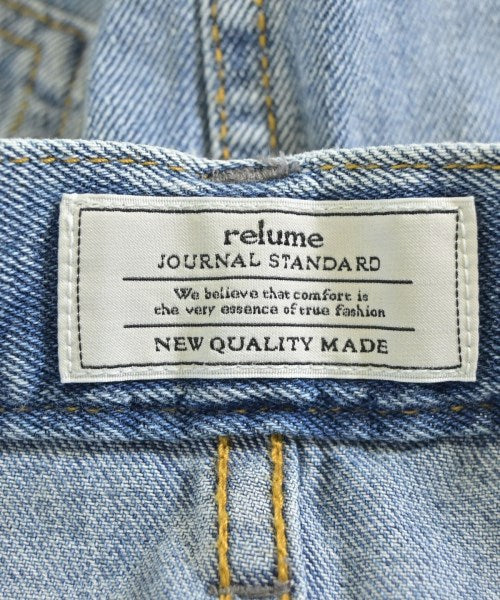 relume
JOURNAL STANDARD
We believe that comfort is
the very essence of true fashion
NEW QUALITY MADE